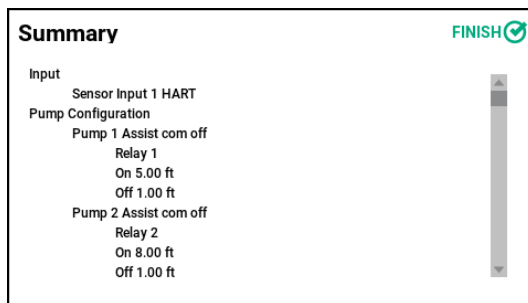 Summary
FINISH
Input
Sensor Input 1 HART
Pump Configuration
Pump 1 Assist com off
Relay 1
On 5.00 ft
Off 1.00 ft
Pump 2 Assist com off
Relay 2
On 8.00 ft
Off 1.00 ft